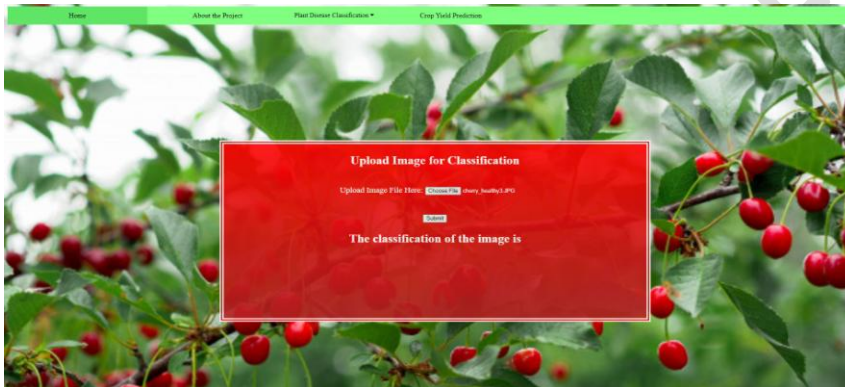 Home About the Project Plant Disease Classification ▾ Crop Yield Prediction
Upload Image for Classification
Upload Image File Here: Choose File cherry_healthy3.JPG
Submit
The classification of the image is